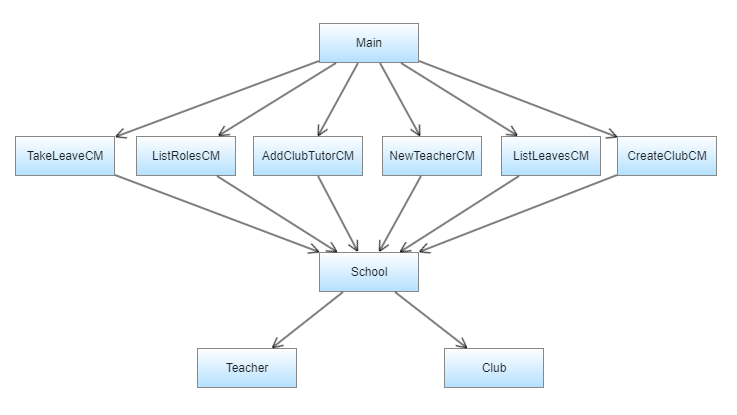 Main
TakeLeaveCM
ListRolesCM
AddClubTutorCM
NewTeacherCM
ListLeavesCM
CreateClubCM
School
Teacher
Club